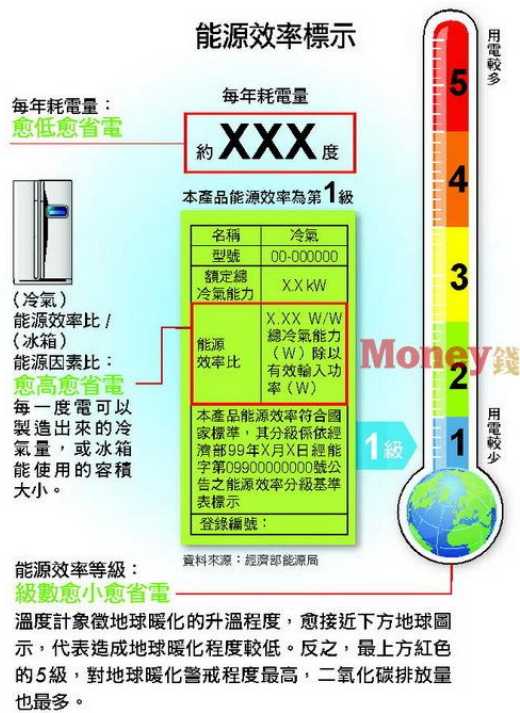 能源效率標示
用電較多
每年耗電量：
愈低愈省電
每年耗電量
約XXX度
本產品能源效率為第1級
5
4
3
2
1
名稱 冷氣
型號 00-000000
額定總
冷氣能力
X.X kW
能源
效率比
X.XX W/W
總冷氣能力
（W）除以
有效輸入功
率（W）
（冷氣）
能源效率比 /
（冰箱）
能源因素比：
愈高愈省電
每一度電可以
製造出來的冷
氣量，或冰箱
能使用的容積
大小。
Money錢
本產品能源效率符合國
家標準，其分級係依經
濟部99年X月X日經能
字第09900000000號公
告之能源效率分級基準
表標示
登錄編號：
1級
用電較少
資料來源：經濟部能源局
能源效率等級：
級數愈小愈省電
溫度計象徵地球暖化的升溫程度，愈接近下方地球圖
示，代表造成地球暖化程度較低。反之，最上方紅色
的5級，對地球暖化警戒程度最高，二氧化碳排放量
也最多。